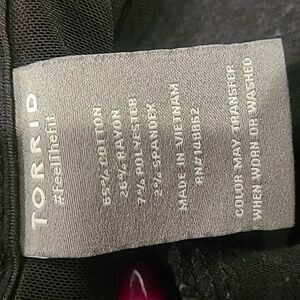 TORRID
#feelthefit
65% COTTON
26% RAYON
7% POLYESTER
2% SPANDEX
MADE IN VIETNAM
RN#148862
COLOR MAY TRANSFER
WHEN WORN OR WASHED